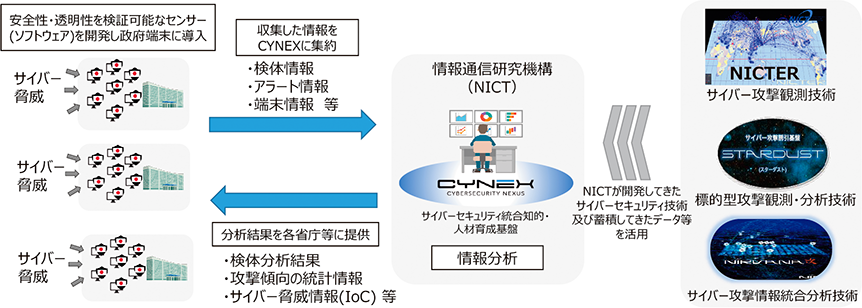 安全性・透明性を検証可能なセンサー
(ソフトウェア)を開発し政府端末に導入
サイバー
脅威
サイバー
脅威
サイバー
脅威
収集した情報を
CYNEXに集約
・検体情報
・アラート情報
・端末情報 等
分析結果を各省庁等に提供
・検体分析結果
・攻撃傾向の統計情報
・サイバー脅威情報(IoC) 等
情報通信研究機構
（NICT）
CYNEX
CYBERSECURITY NEXUS
サイバーセキュリティ統合知的・
人材育成基盤
情報分析
NICTが開発してきた
サイバーセキュリティ技術
及び蓄積してきたデータ等
を活用
NICTER
サイバー攻撃観測技術
サイバー攻撃誘引基盤
STARDUST
(スターダスト)
標的型攻撃観測・分析技術
NIRVANA改
サイバー攻撃情報統合分析技術